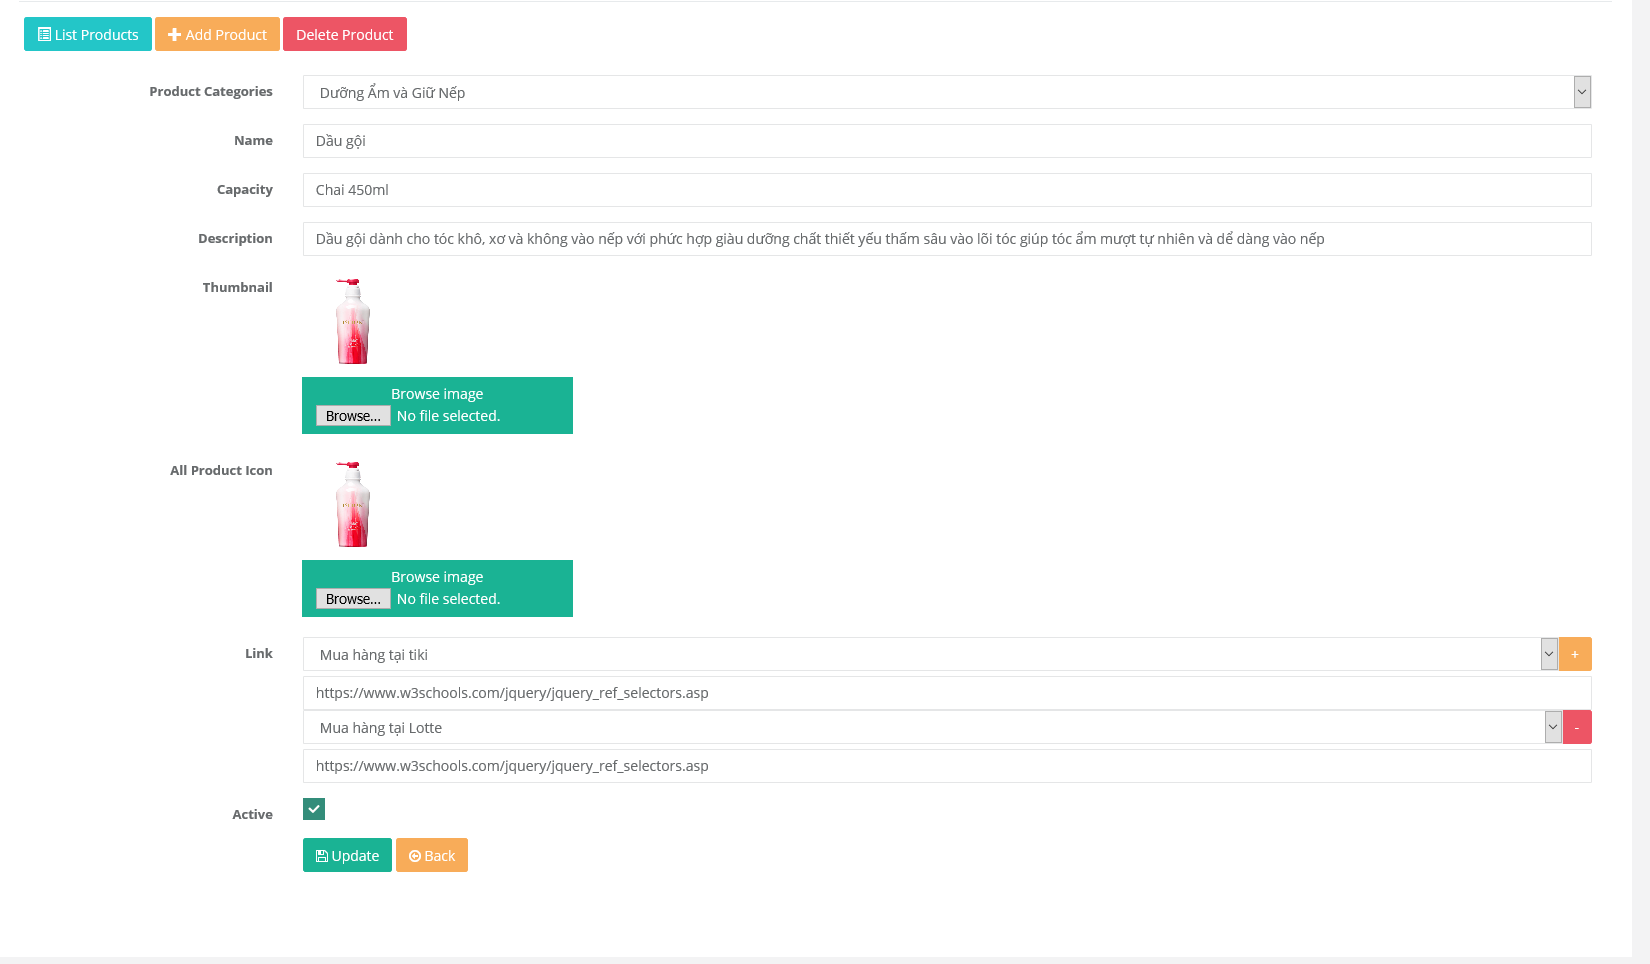 List Products Add Product Delete Product
Product Categories Dưỡng Ẩm và Giữ Nếp
Name Dầu gội
Capacity Chai 450ml
Description Dầu gội dành cho tóc khô, xơ và không vào nếp với phức hợp giàu dưỡng chất thiết yếu thấm sâu vào lõi tóc giúp tóc ẩm mượt tự nhiên và dể dàng vào nếp
Thumbnail
Browse image
Browse... No file selected.
All Product Icon
Browse image
Browse... No file selected.
Link Mua hàng tại tiki +
https://www.w3schools.com/jquery/jquery_ref_selectors.asp
Mua hàng tại Lotte -
https://www.w3schools.com/jquery/jquery_ref_selectors.asp
Active
Update Back